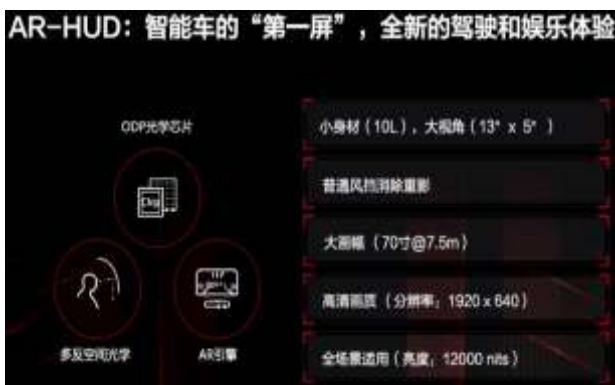 AR-HUD：智能车的“第一屏”，全新的驾驶和娱乐体验
ODP光学芯片
Chip
多反空间光学
AR引擎
小身材（10L），大视角（13° x 5°）
普通风挡消除重影
大画幅（70寸@7.5m）
高清画质（分辨率：1920 x 640）
全场景适用（亮度：12000 nits）